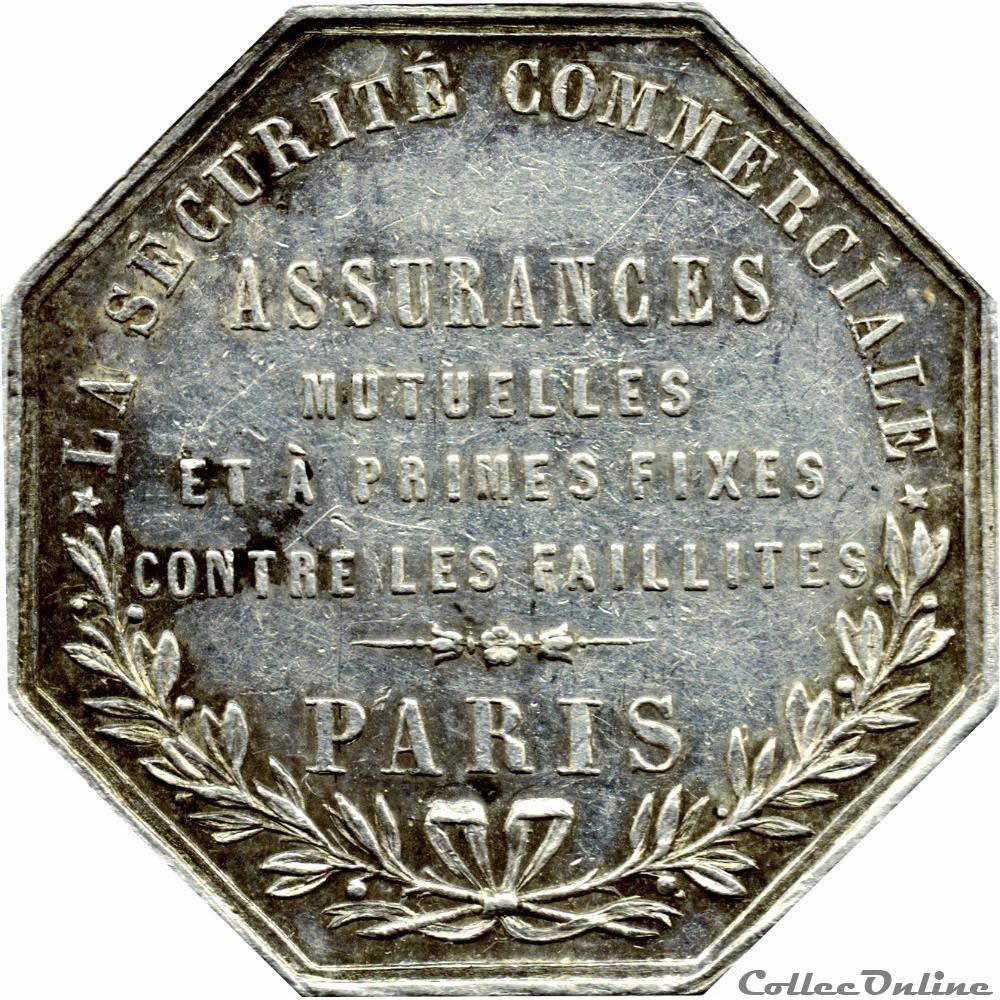 * LA SÉCURITÉ COMMERCIALE *
ASSURANCES
MUTUELLES
ET À PRIMES FIXES
CONTRE LES FAILLITES
PARIS
CollecOnline